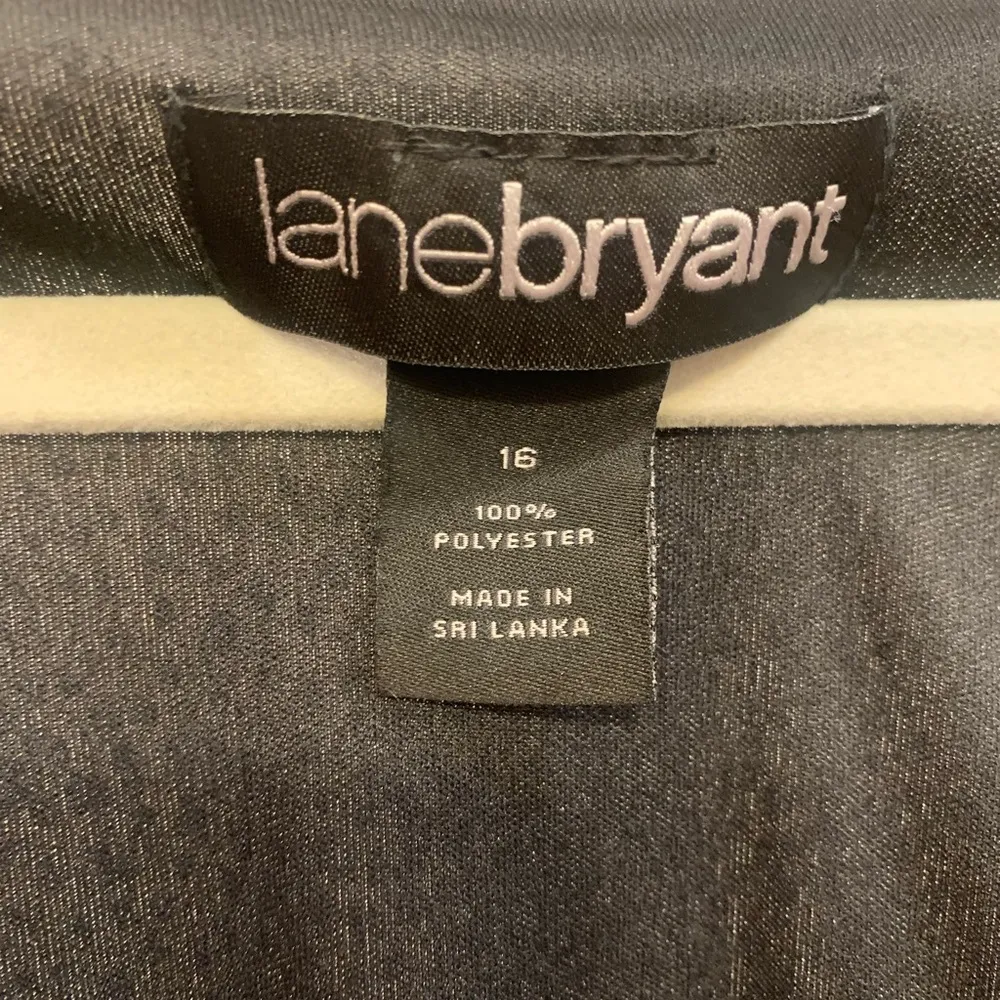 lanebryant
16
100%
POLYESTER
MADE IN
SRI LANKA